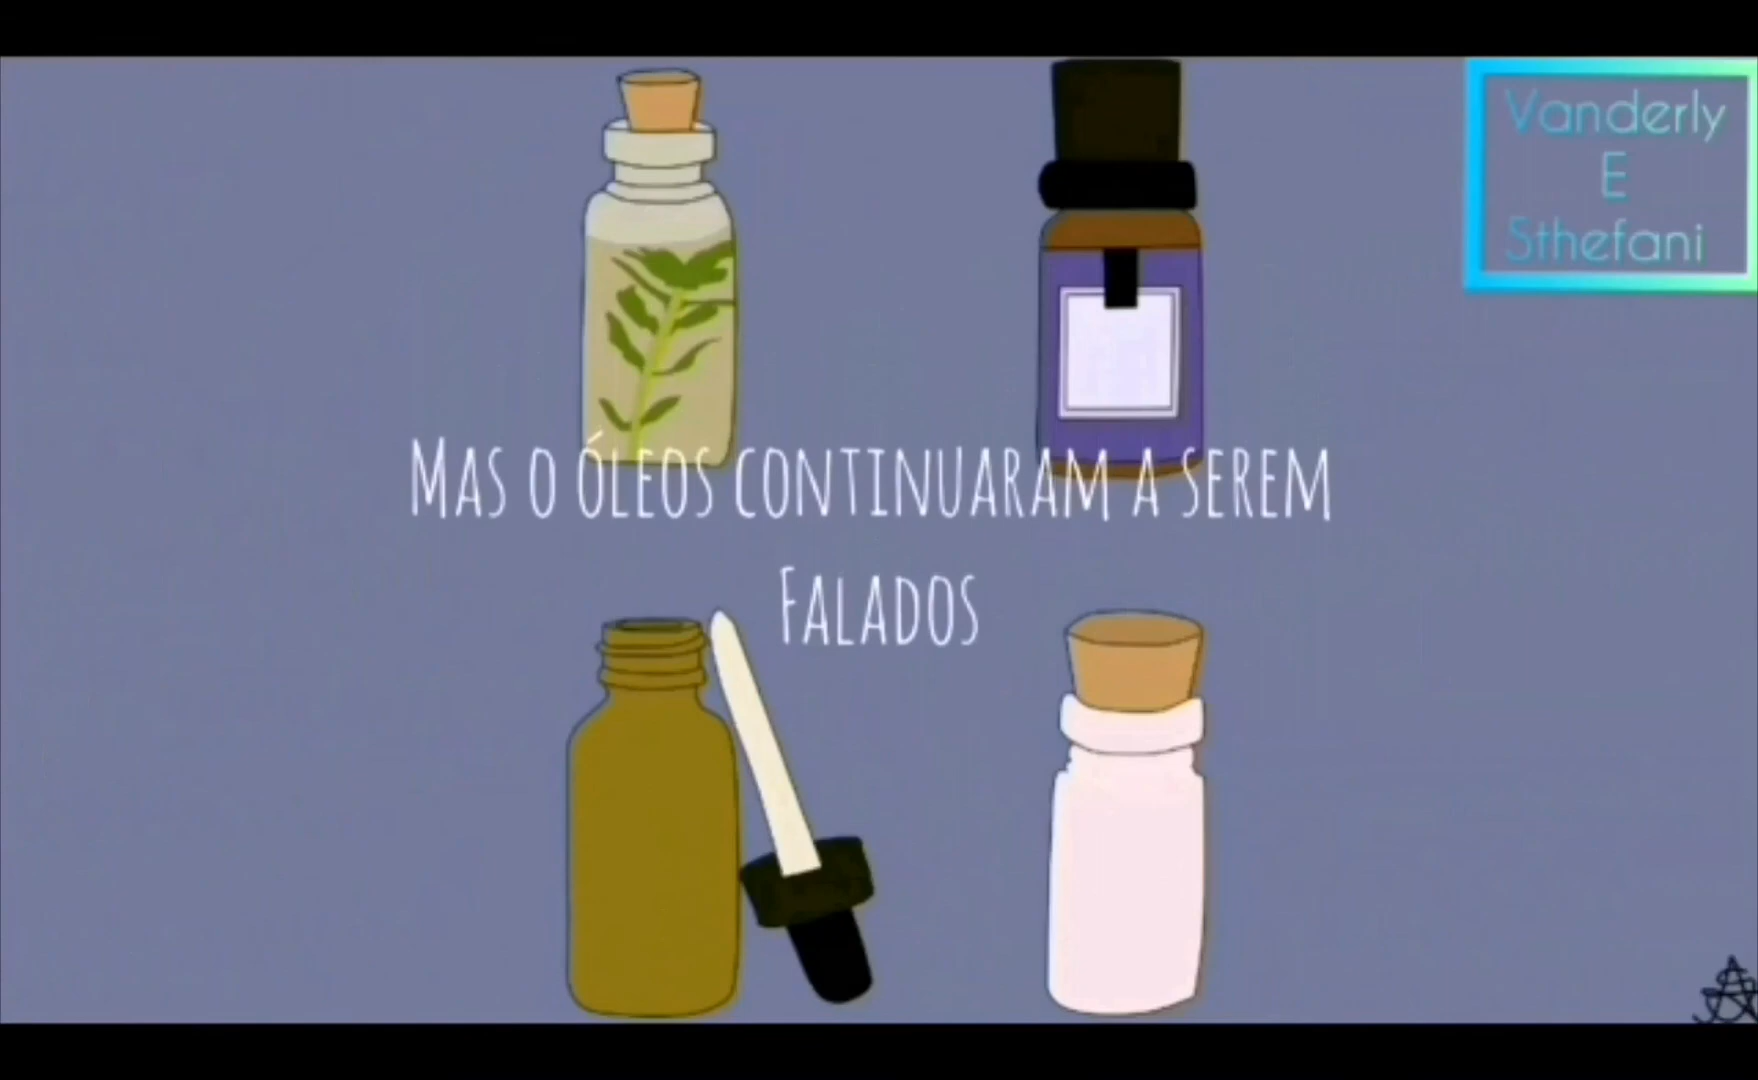 Vanderly
E
Sthefani
Mas o óleos continuaram a serem
Falados